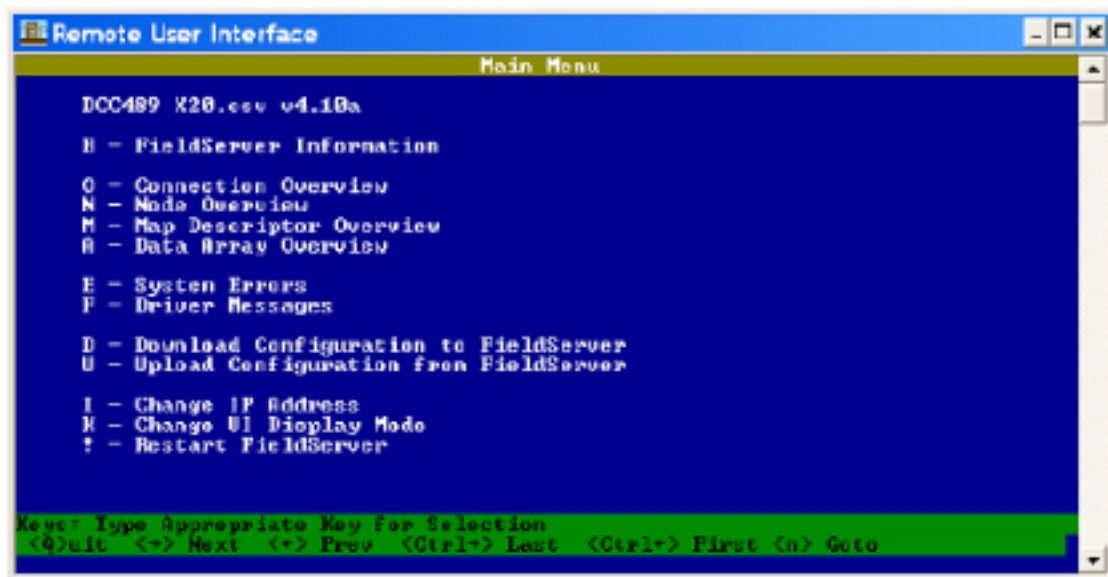 Remote User Interface
Main Menu
DCC489 X20.csv v4.10a
B - FieldServer Information
C - Connection Overview
N - Node Overview
M - Map Descriptor Overview
A - Data Array Overview
E - System Errors
F - Driver Messages
D - Download Configuration to FieldServer
U - Upload Configuration from FieldServer
I - Change IP Address
- Change UI Display Mode
! - Restart FieldServer
Keys: Type Appropriate Key for Selection
<Q>uit <→> Next <←> Prev <Ctrl→> Last <Ctrl←> First <n> Goto